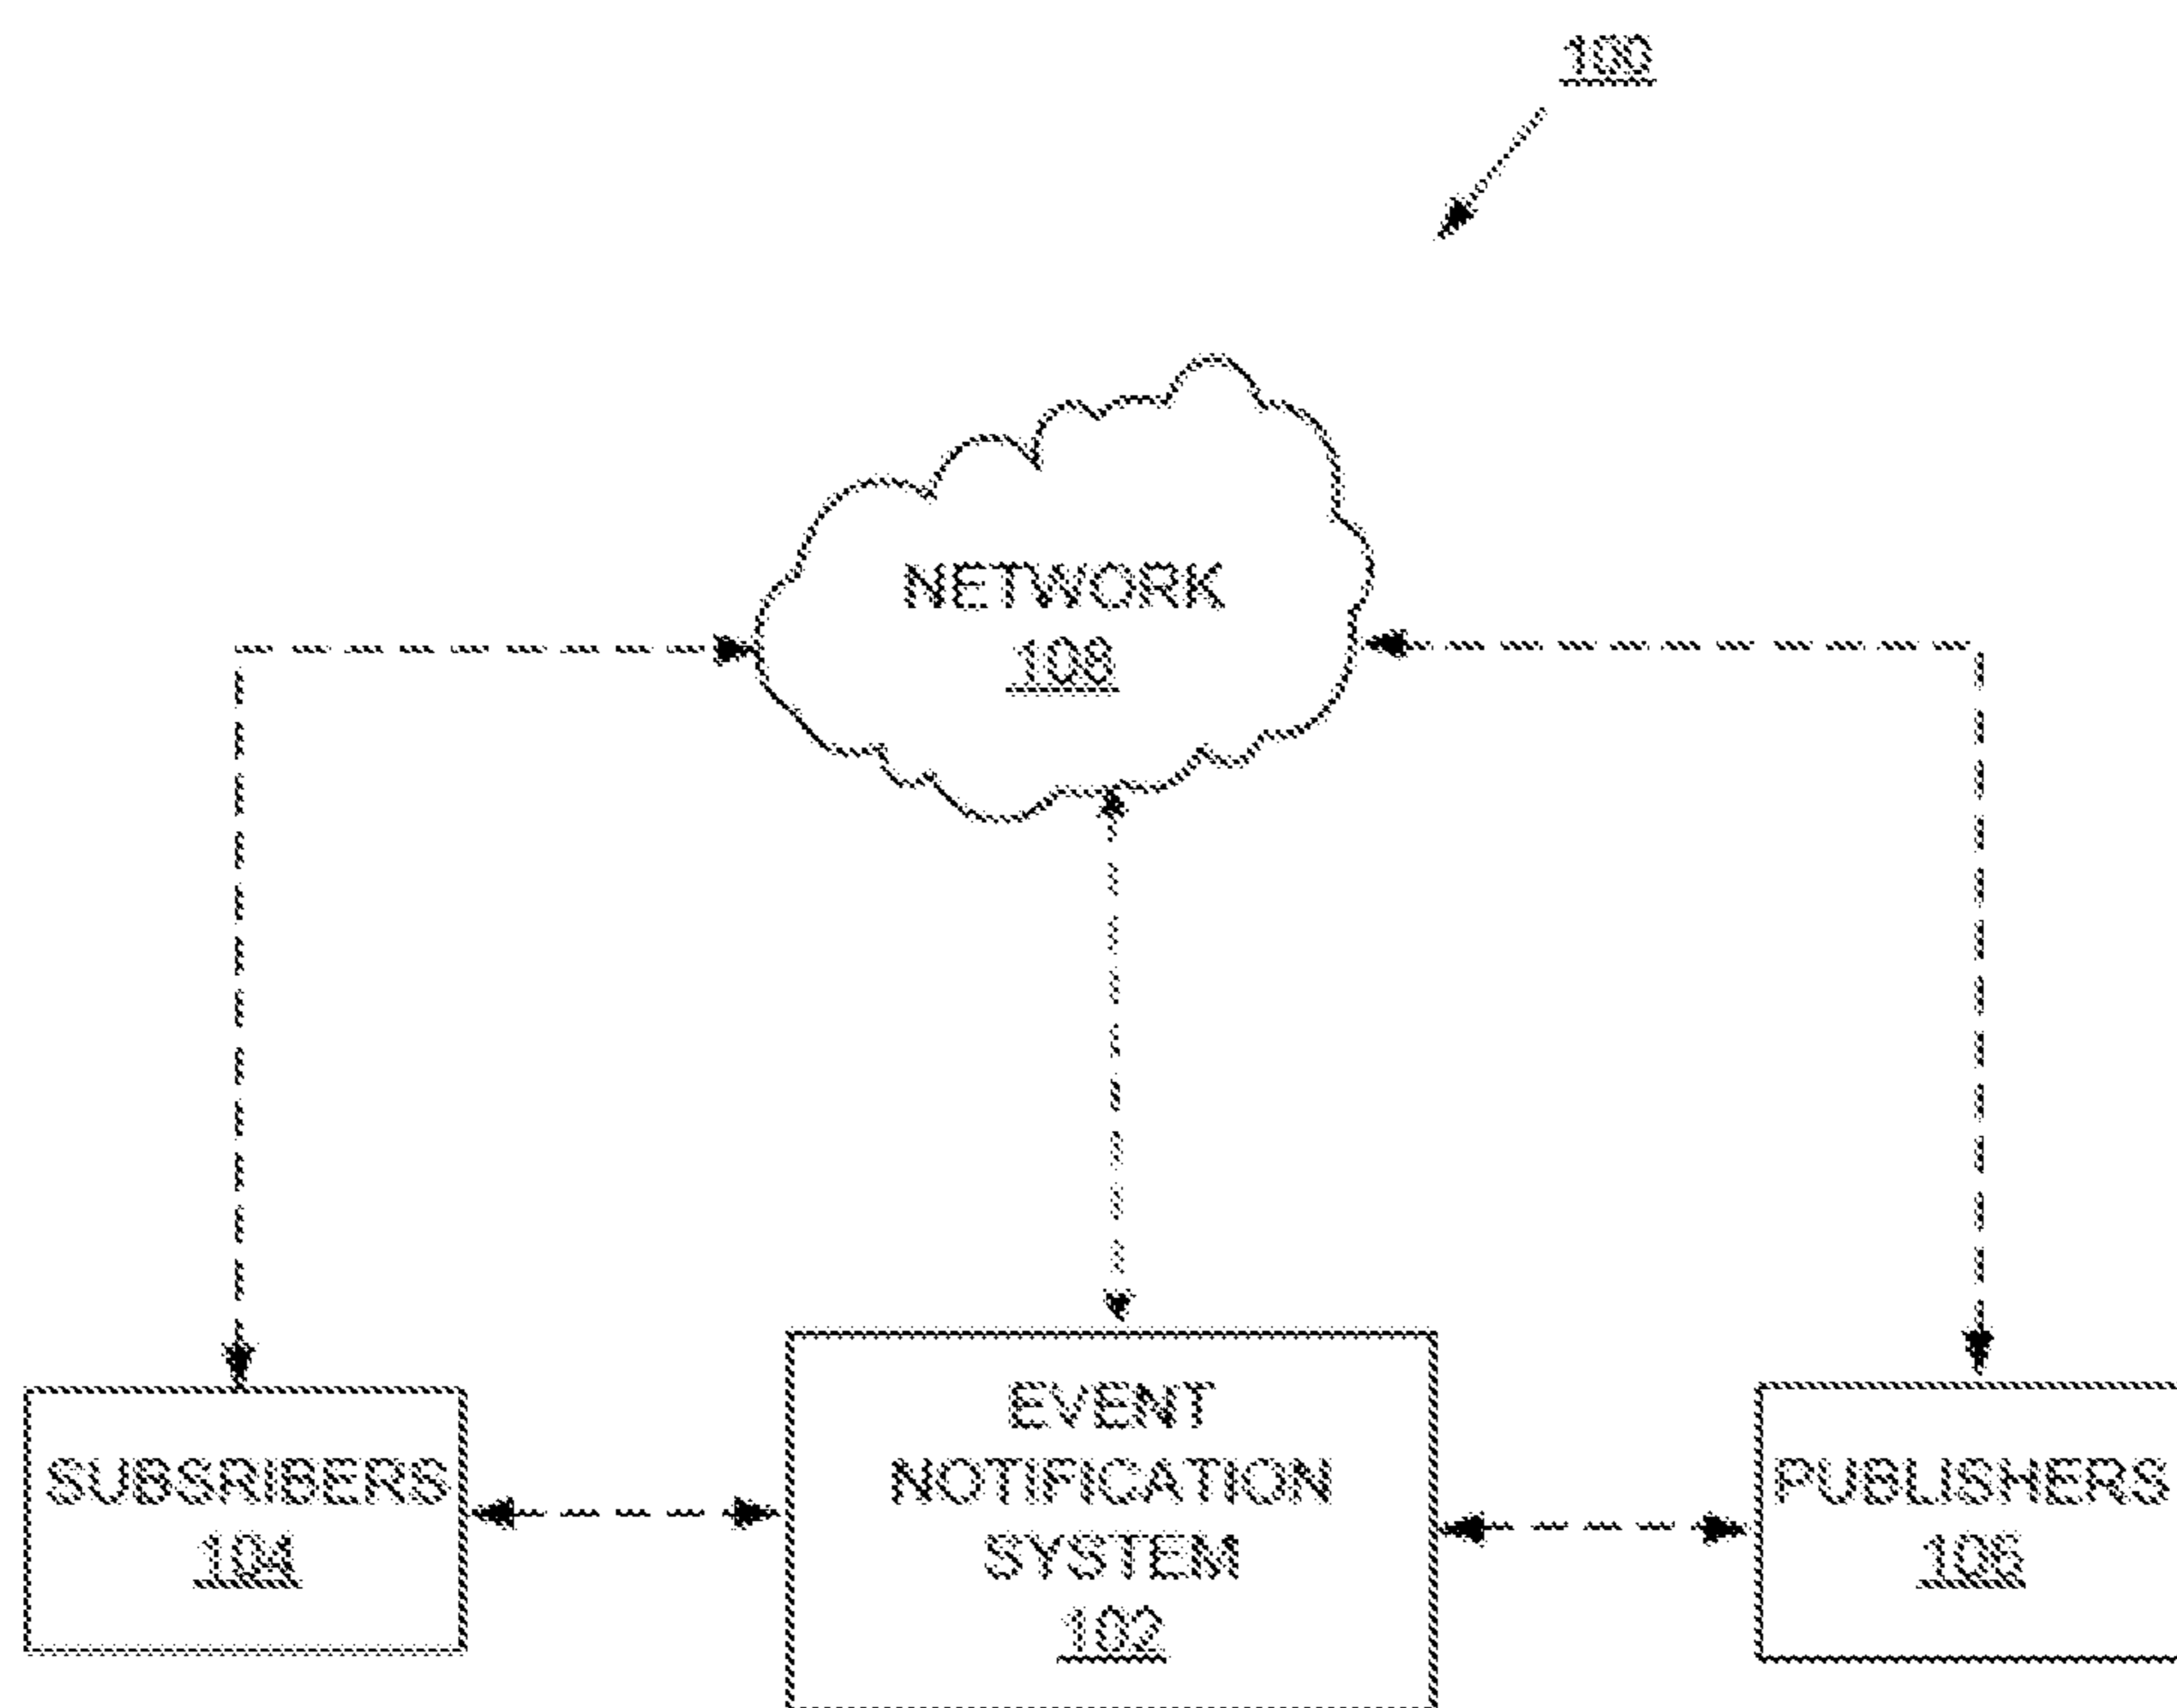 100
NETWORK
108
SUBSRIBERS
104
EVENT
NOTIFICATION
SYSTEM
102
PUBLISHERS
106